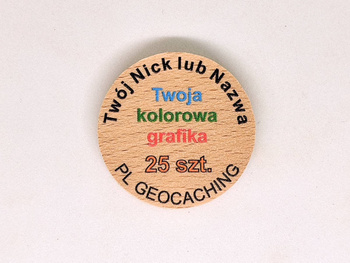 Twój Nick lub Nazwa
Twoja
kolorowa
grafika
25 szt.
PL GEOCACHING